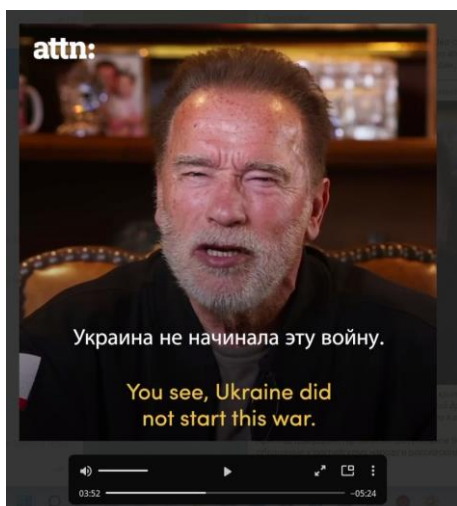 attn:
Украина не начинала эту войну.
You see, Ukraine did
not start this war.
03:52
-05:24